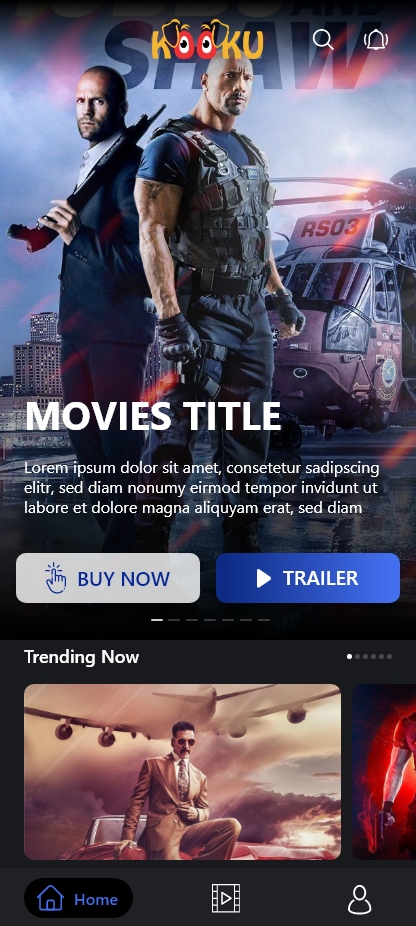 AND
SHAW
KOOKU
RS03
MOVIES TITLE
Lorem ipsum dolor sit amet, consetetur sadipscing
elitr, sed diam nonumy eirmod tempor invidunt ut
labore et dolore magna aliquyam erat, sed diam
BUY NOW
TRAILER
Trending Now
Home